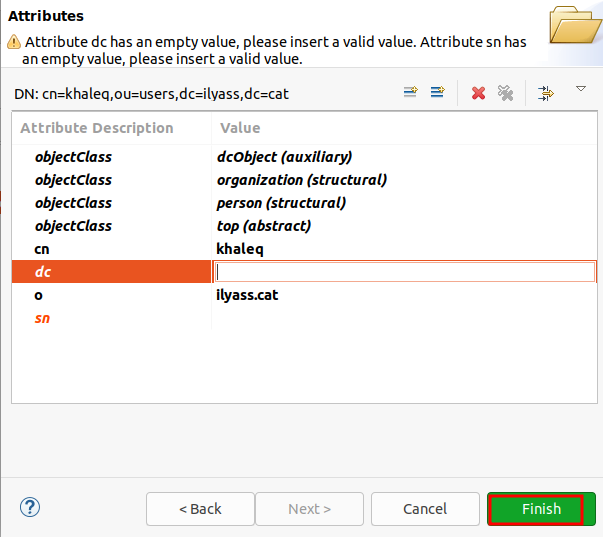 Attributes
Attribute dc has an empty value, please insert a valid value. Attribute sn has
an empty value, please insert a valid value.
DN: cn=khaleq,ou=users,dc=ilyass,dc=cat
Attribute Description Value
objectClass dcObject (auxiliary)
objectClass organization (structural)
objectClass person (structural)
objectClass top (abstract)
cn khaleq
dc
o ilyass.cat
sn
? < Back Next > Cancel Finish